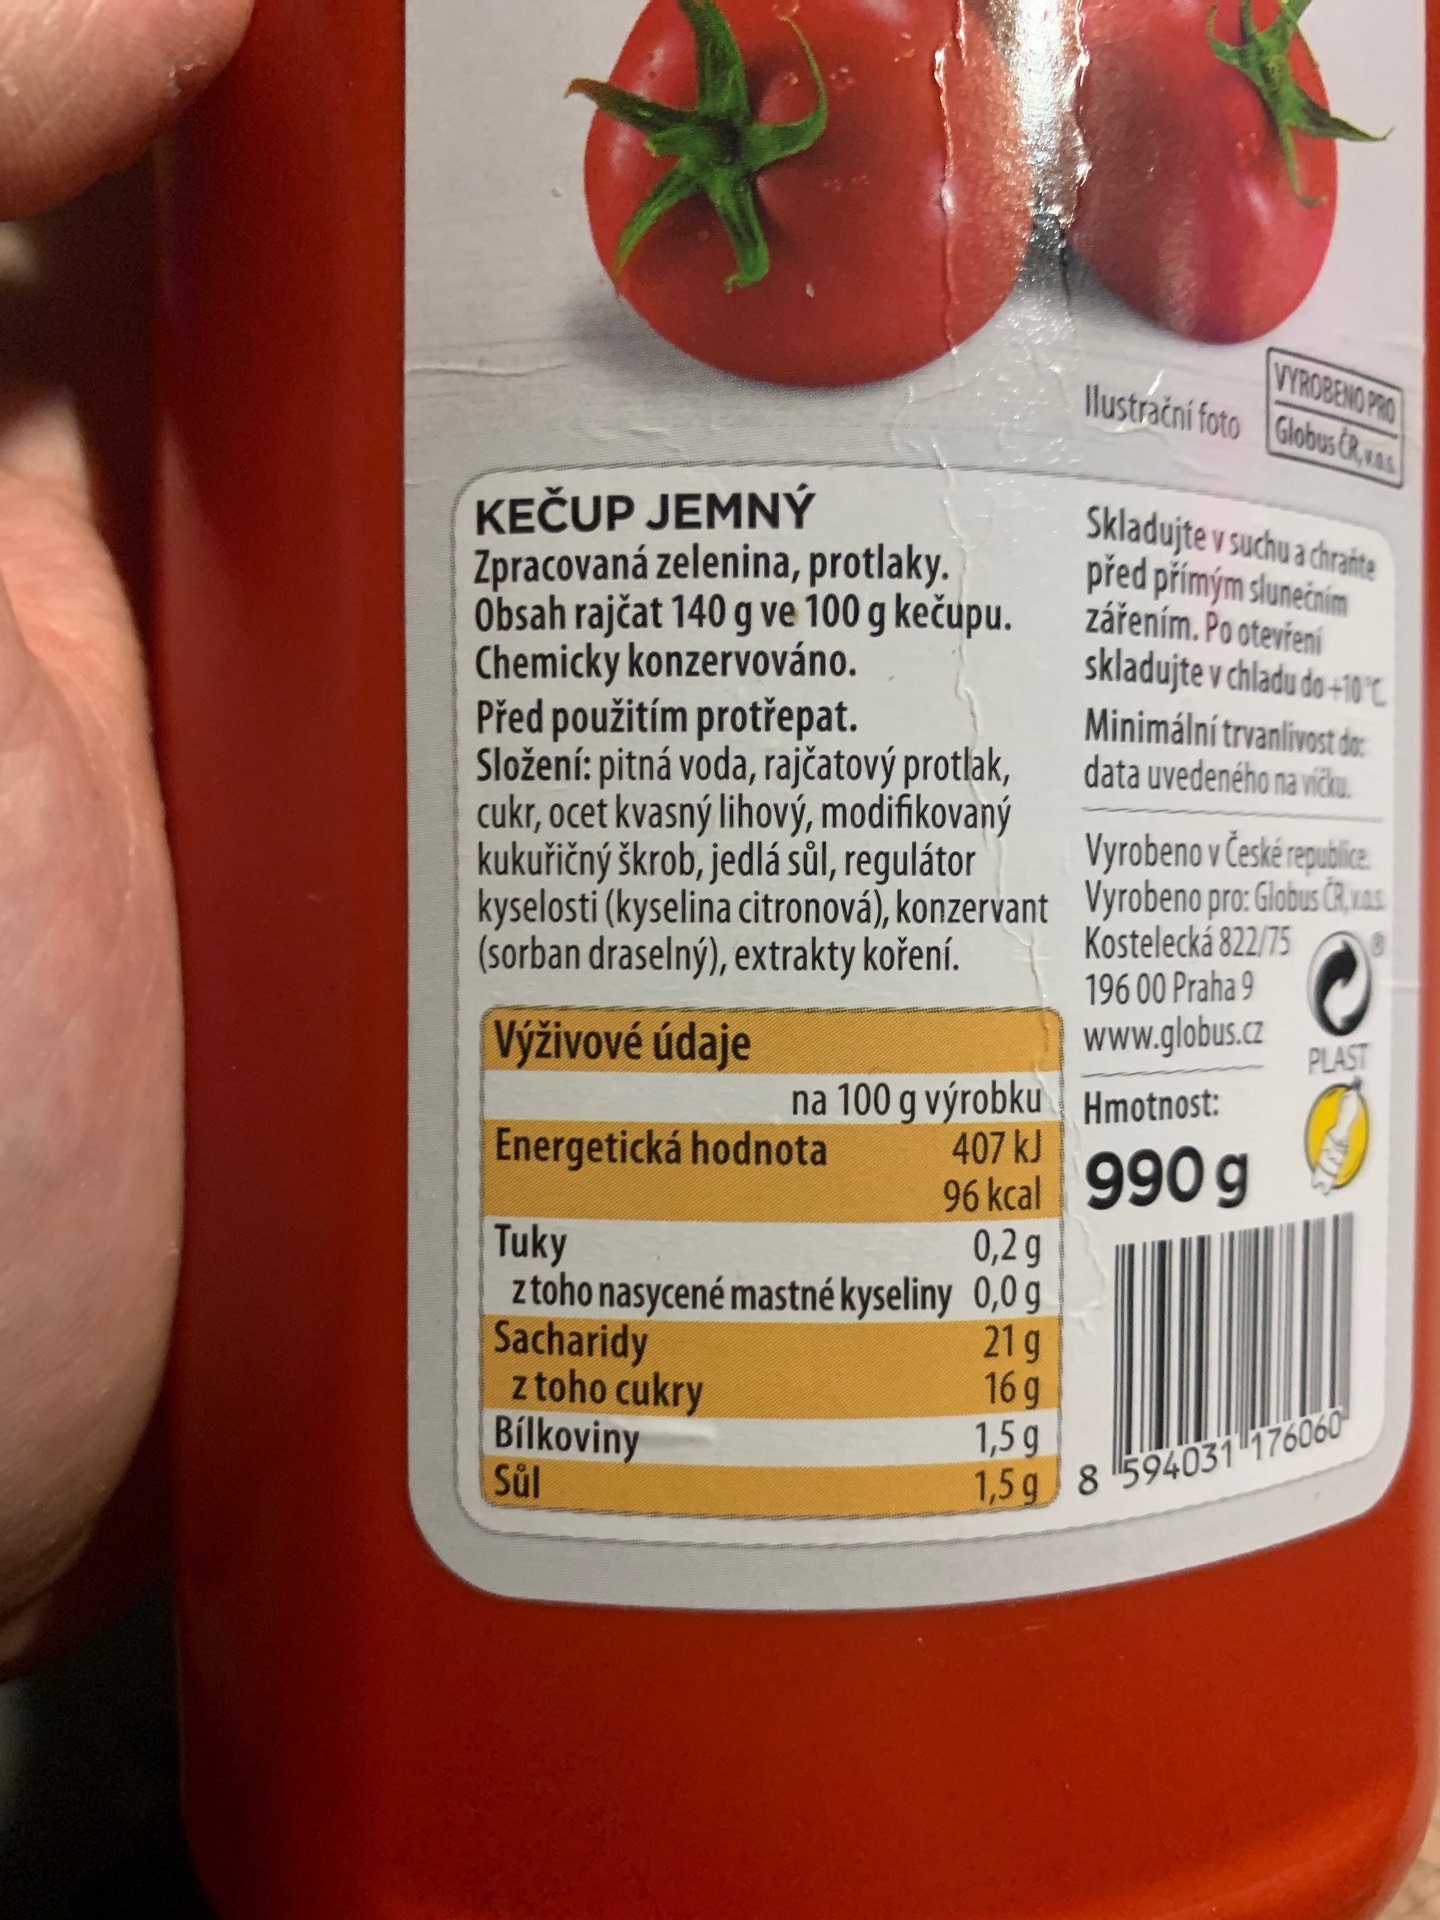 Ilustrační foto
VYROBENO PRO
Globus ČR, v.o.s.
KEČUP JEMNÝ
Zpracovaná zelenina, protlaky.
Obsah rajčat 140 g ve 100 g kečupu.
Chemicky konzervováno.
Před použitím protřepat.
Složení: pitná voda, rajčatový protlak,
cukr, ocet kvasný lihový, modifikovaný
kukuřičný škrob, jedlá sůl, regulátor
kyselosti (kyselina citronová), konzervant
(sorban draselný), extrakty koření.
Výživové údaje
na 100 g výrobku
Energetická hodnota 407 kJ
96 kcal
Tuky 0,2 g
z toho nasycené mastné kyseliny 0,0 g
Sacharidy 21 g
z toho cukry 16 g
Bílkoviny 1,5 g
Sůl 1,5 g
Skladujte v suchu a chraňte
před přímým slunečním
zářením. Po otevření
skladujte v chladu do +10 °C.
Minimální trvanlivost do:
data uvedeného na víčku.
Vyrobeno v České republice.
Vyrobeno pro: Globus ČR, v.o.s.
Kostelecká 822/75
196 00 Praha 9
www.globus.cz
®
PLAST
Hmotnost:
990 g
8 594031 176060